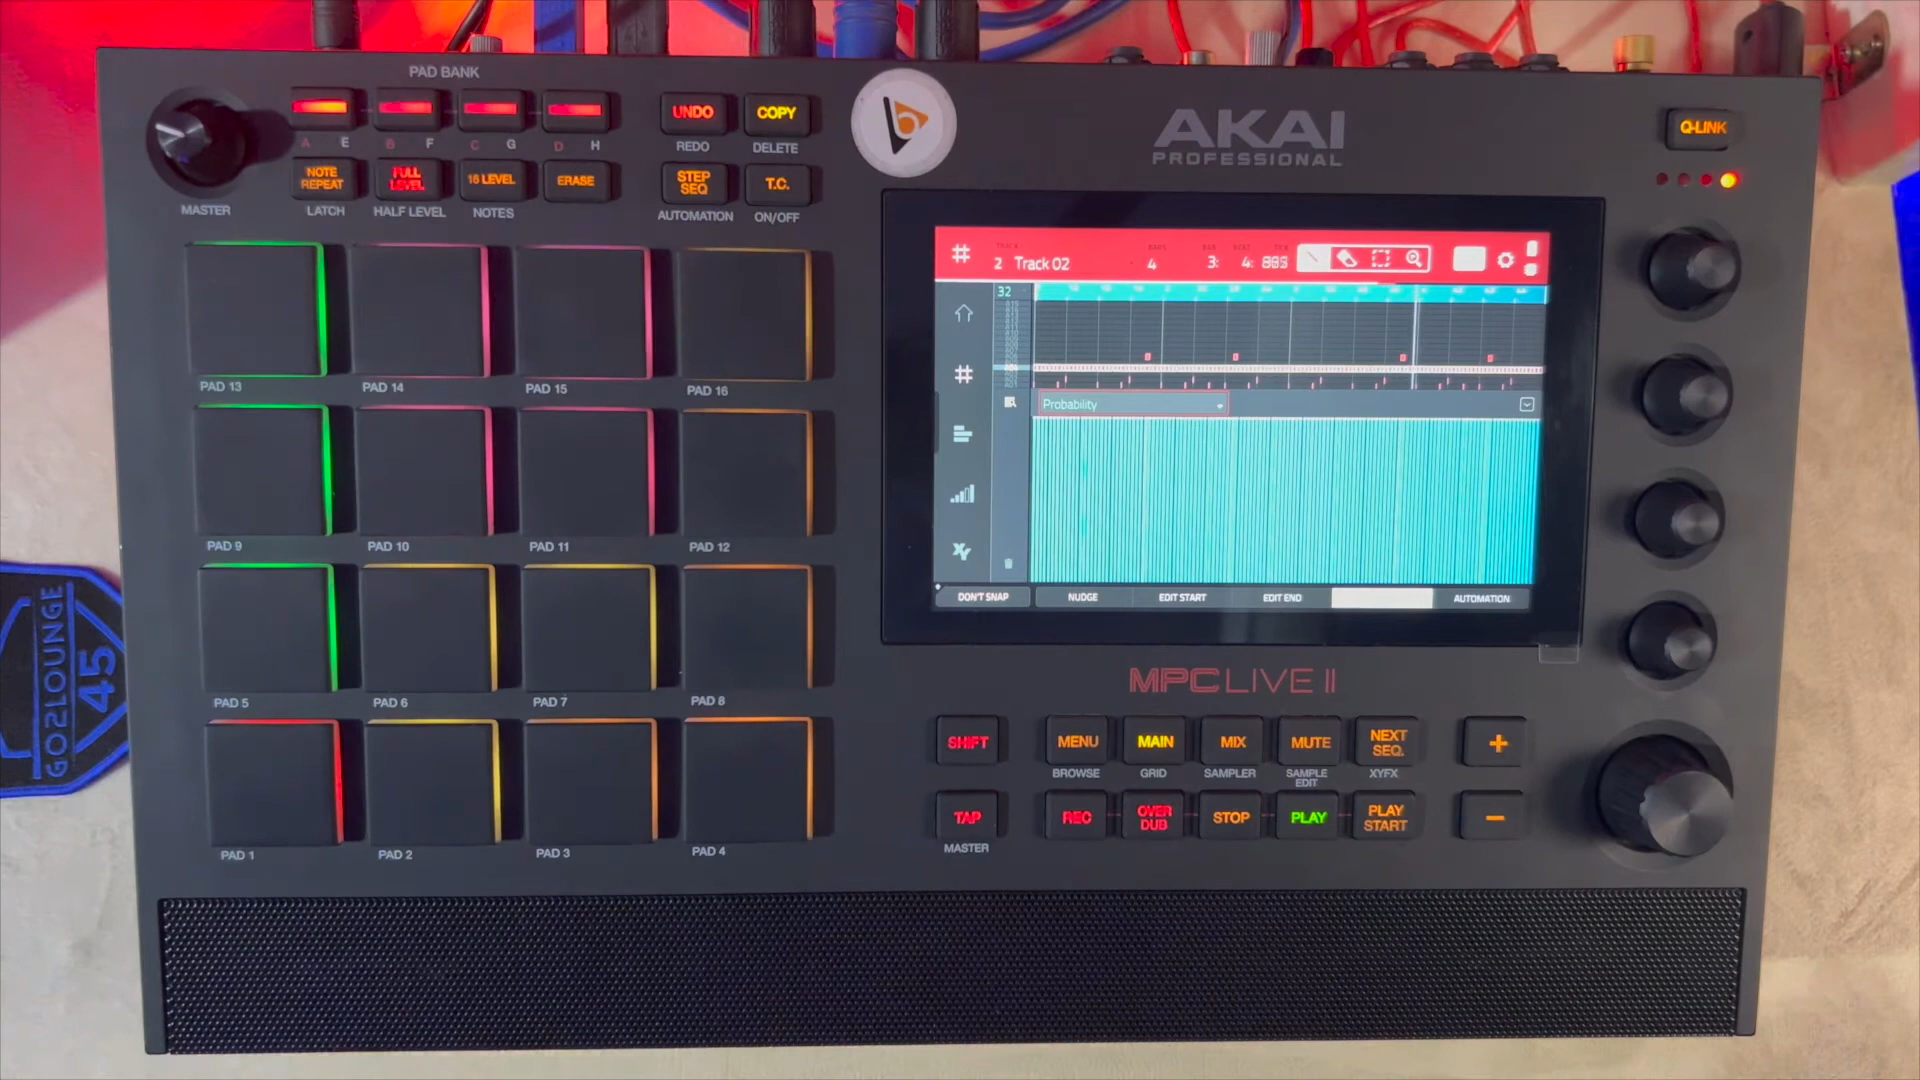 PAD BANK
A E B F C G D H
UNDO
COPY
REDO
DELETE
NOTE
REPEAT
FULL
LEVEL
16 LEVEL
ERASE
STEP
SEQ
T.C.
MASTER
LATCH
HALF LEVEL
NOTES
AUTOMATION
ON/OFF
AKAI
PROFESSIONAL
Q-LINK
TRACK
BARS
BAR
BEAT
TICK
2 Track 02
4
3:
4:
32
Probability
DON'T SNAP
NUDGE
EDIT START
EDIT END
AUTOMATION
PAD 13
PAD 14
PAD 15
PAD 16
PAD 9
PAD 10
PAD 11
PAD 12
PAD 5
PAD 6
PAD 7
PAD 8
PAD 1
PAD 2
PAD 3
PAD 4
MPC LIVE II
SHIFT
MENU
MAIN
MIX
MUTE
NEXT
SEQ.
+
BROWSE
GRID
SAMPLER
SAMPLE
EDIT
XYFX
TAP
REC
OVER
DUB
STOP
PLAY
PLAY
START
−
MASTER
GO2LOUNGE
45